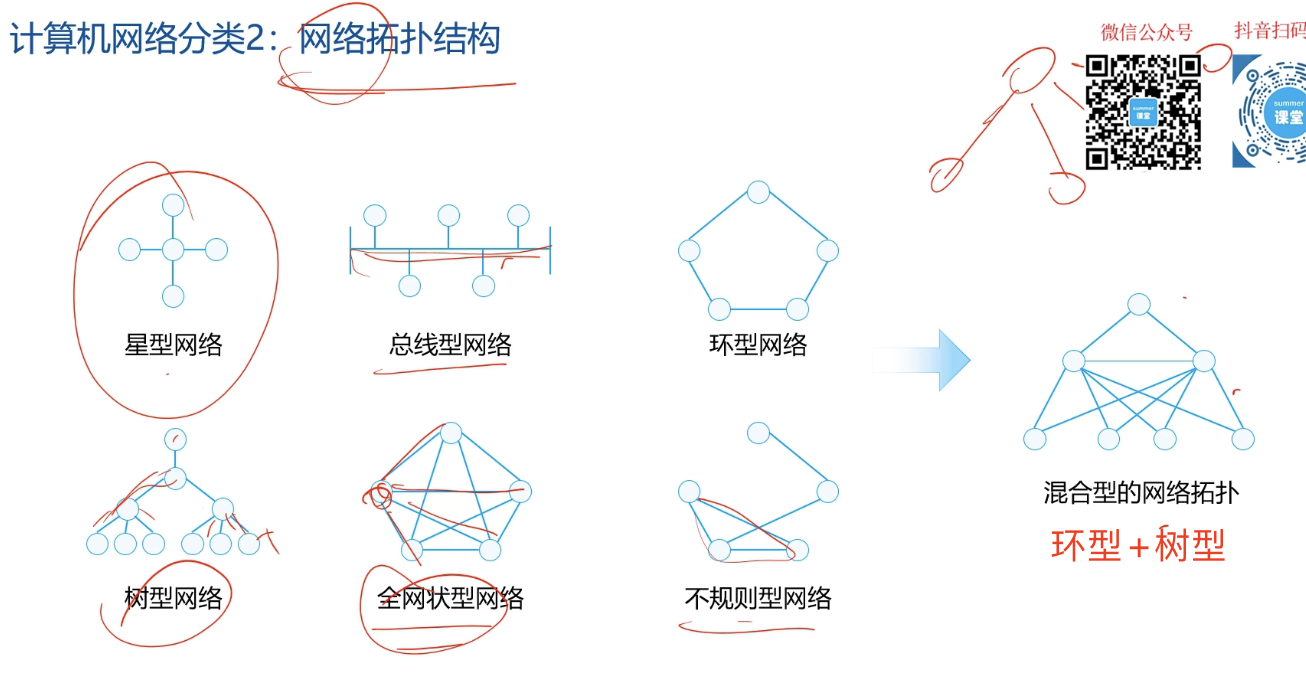 计算机网络分类2：网络拓扑结构
微信公众号
抖音扫码
summer
课堂
summer
课堂
星型网络
总线型网络
环型网络
树型网络
全网状型网络
不规则型网络
混合型的网络拓扑
环型+树型